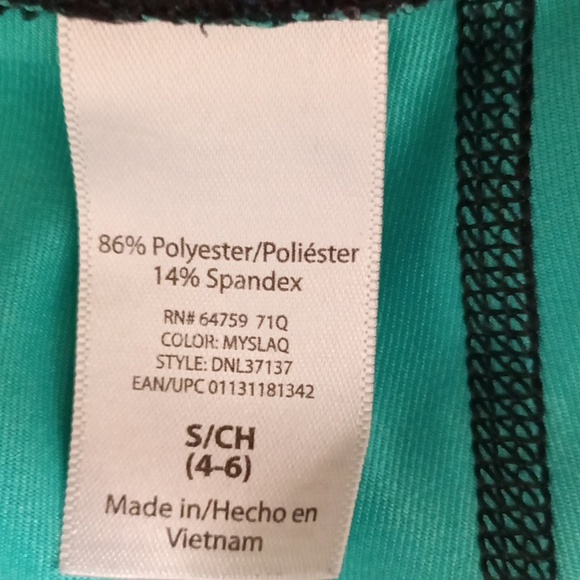 86% Polyester/Poliéster
14% Spandex
RN# 64759 71Q
COLOR: MYSLAQ
STYLE: DNL37137
EAN/UPC 01131181342
S/CH
(4-6)
Made in/Hecho en
Vietnam